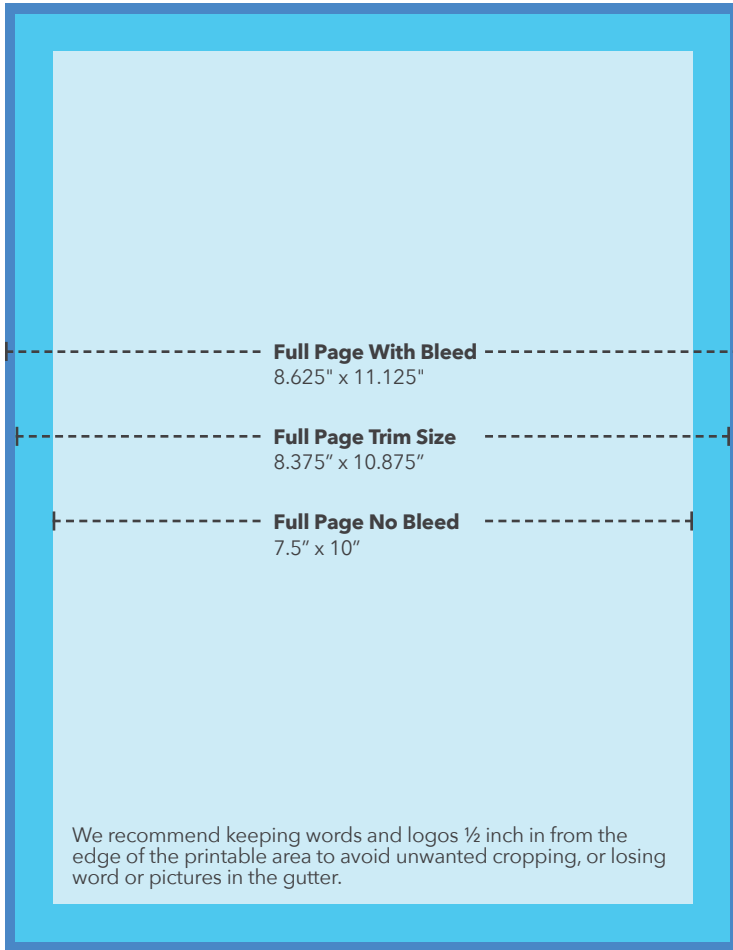 Full Page With Bleed
8.625" x 11.125"
Full Page Trim Size
8.375” x 10.875”
Full Page No Bleed
7.5” x 10”
We recommend keeping words and logos ½ inch in from the
edge of the printable area to avoid unwanted cropping, or losing
word or pictures in the gutter.